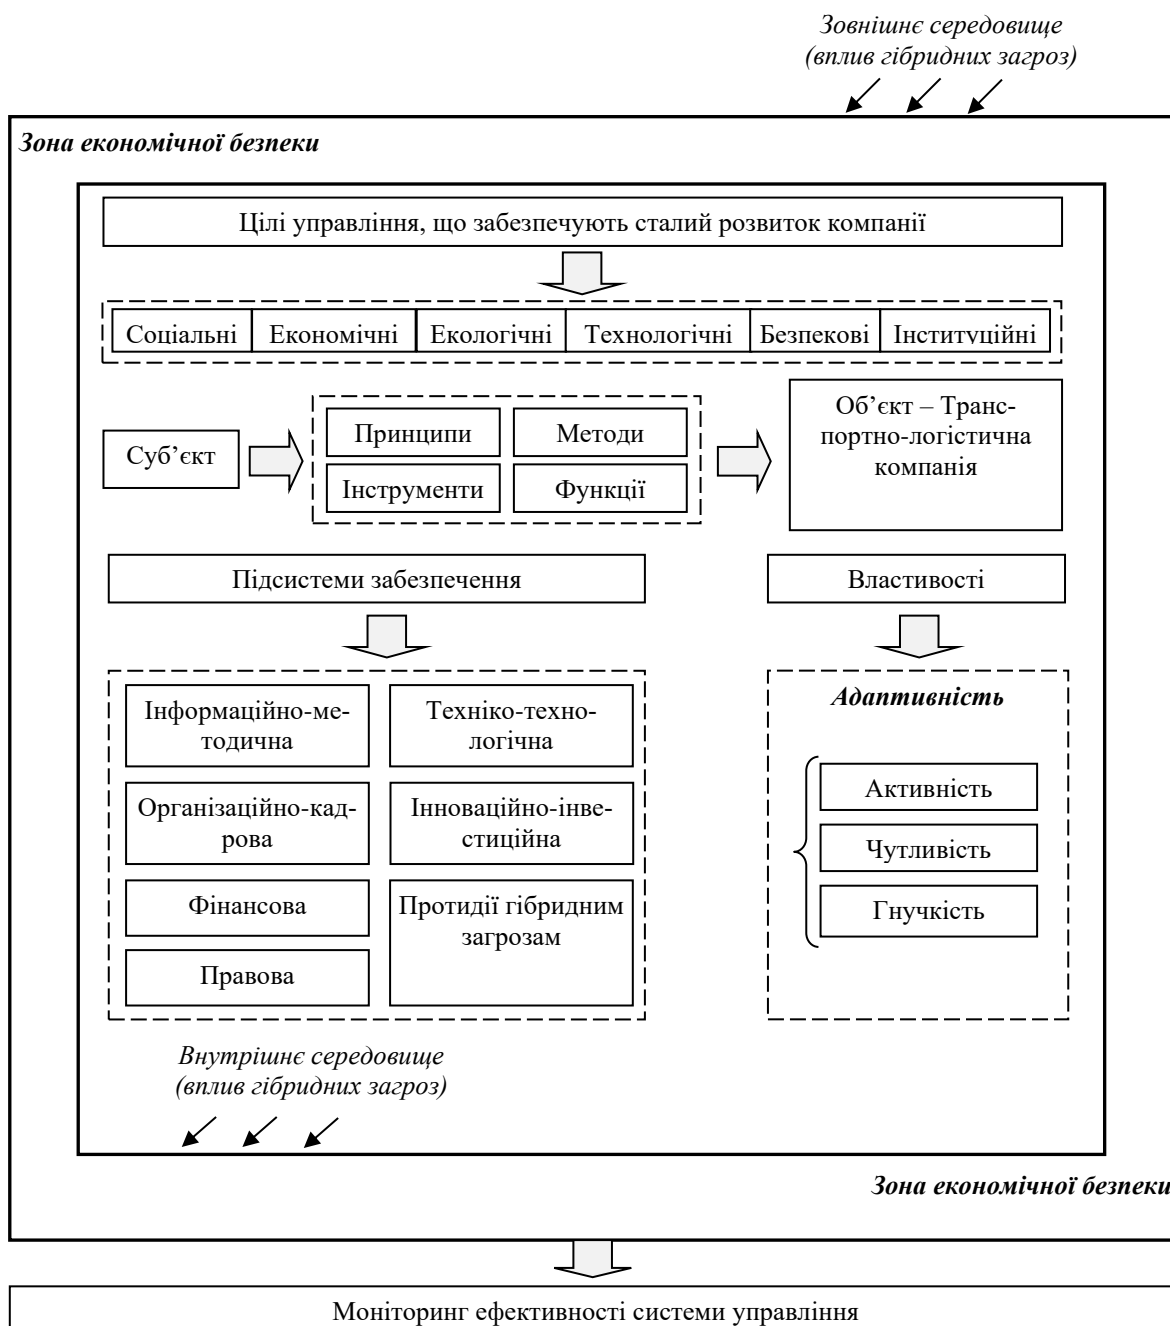 Зовнішнє середовище
(вплив гібридних загроз)
Зона економічної безпеки
Цілі управління, що забезпечують сталий розвиток компанії
Соціальні
Економічні
Екологічні
Технологічні
Безпекові
Інституційні
Суб’єкт
Принципи
Методи
Інструменти
Функції
Об’єкт – Транс-
портно-логістична
компанія
Підсистеми забезпечення
Властивості
Інформаційно-ме-
тодична
Техніко-техно-
логічна
Організаційно-кад-
рова
Інноваційно-інве-
стиційна
Фінансова
Протидії гібридним
загрозам
Правова
Адаптивність
Активність
Чутливість
Гнучкість
Внутрішнє середовище
(вплив гібридних загроз)
Зона економічної безпеки
Моніторинг ефективності системи управління